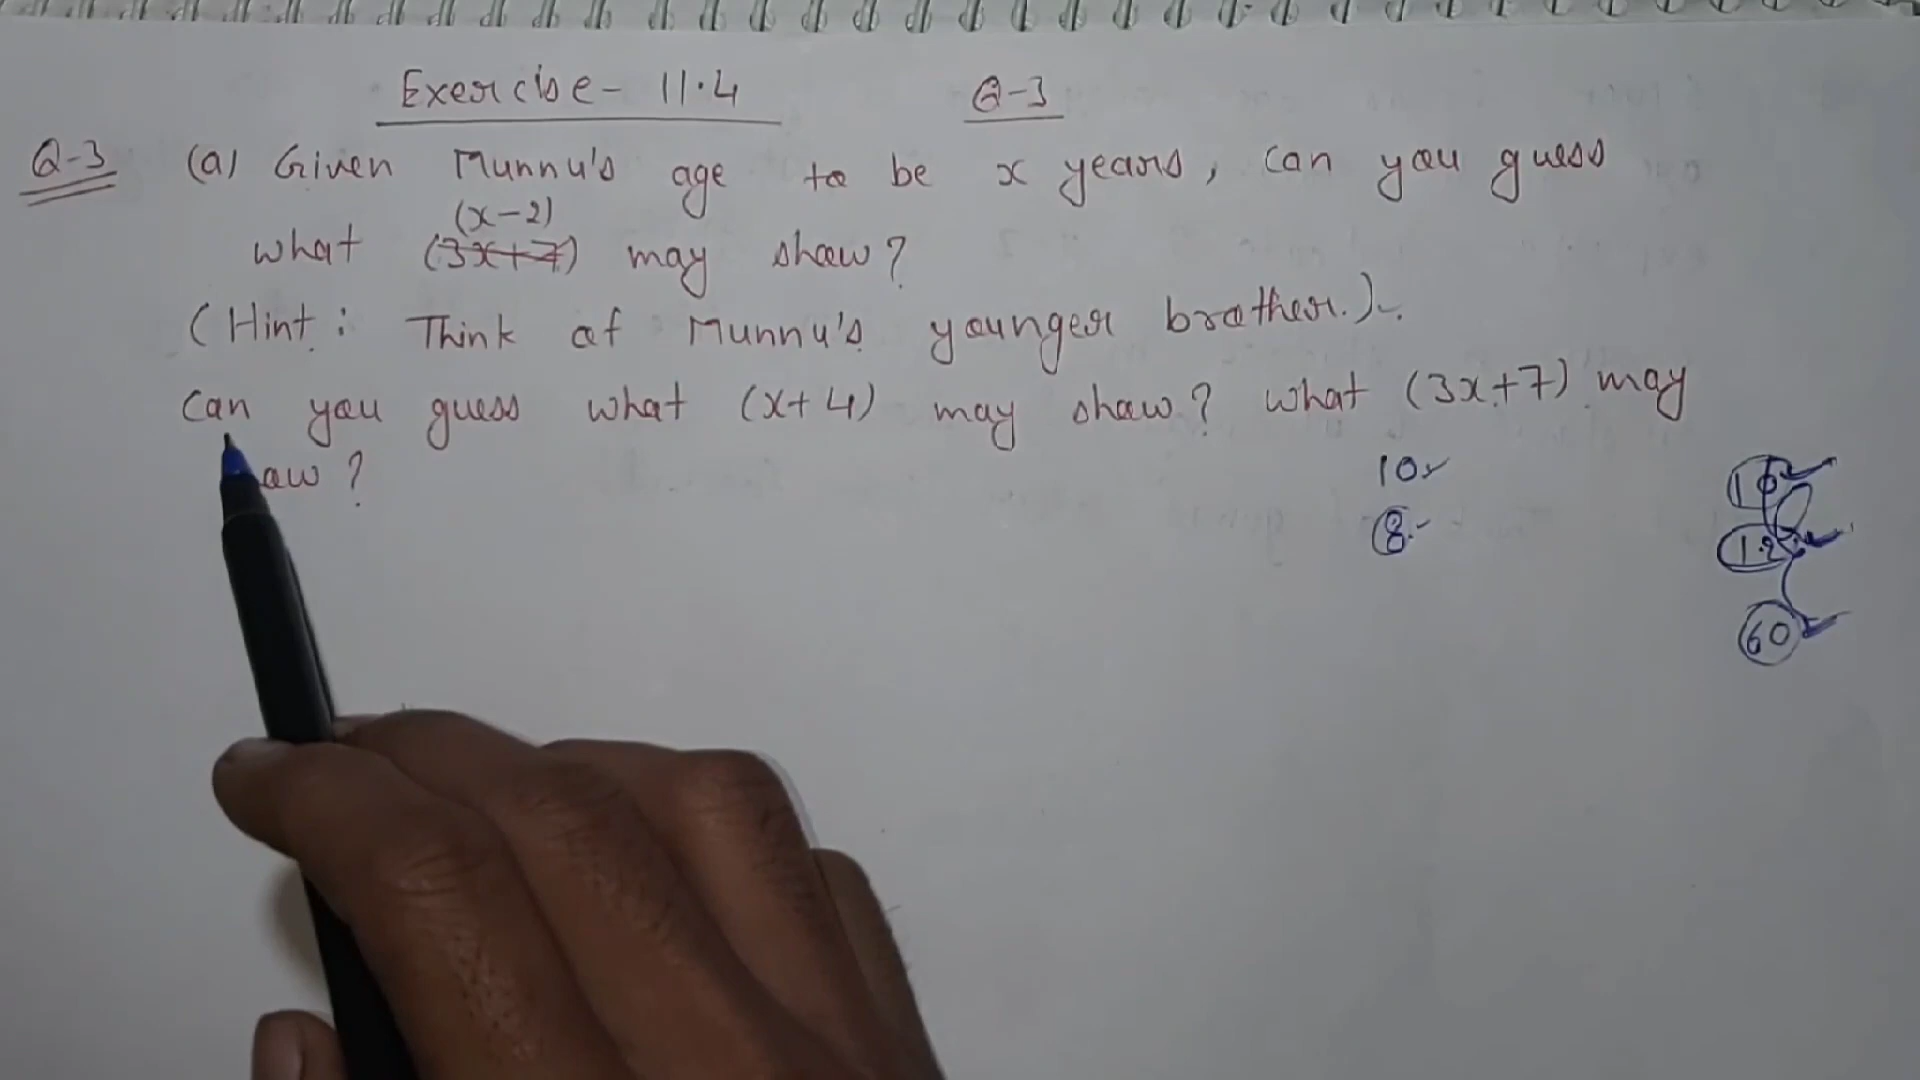 Exercise - 11.4 Q-3
Q-3 (a) Given Munnu's age to be x years, can you guess
(x-2)
what (3x+7) may show?
(Hint: Think of Munnu's younger brother.)
Can you guess what (x+4) may show? what (3x+7) may
10
8
12
60